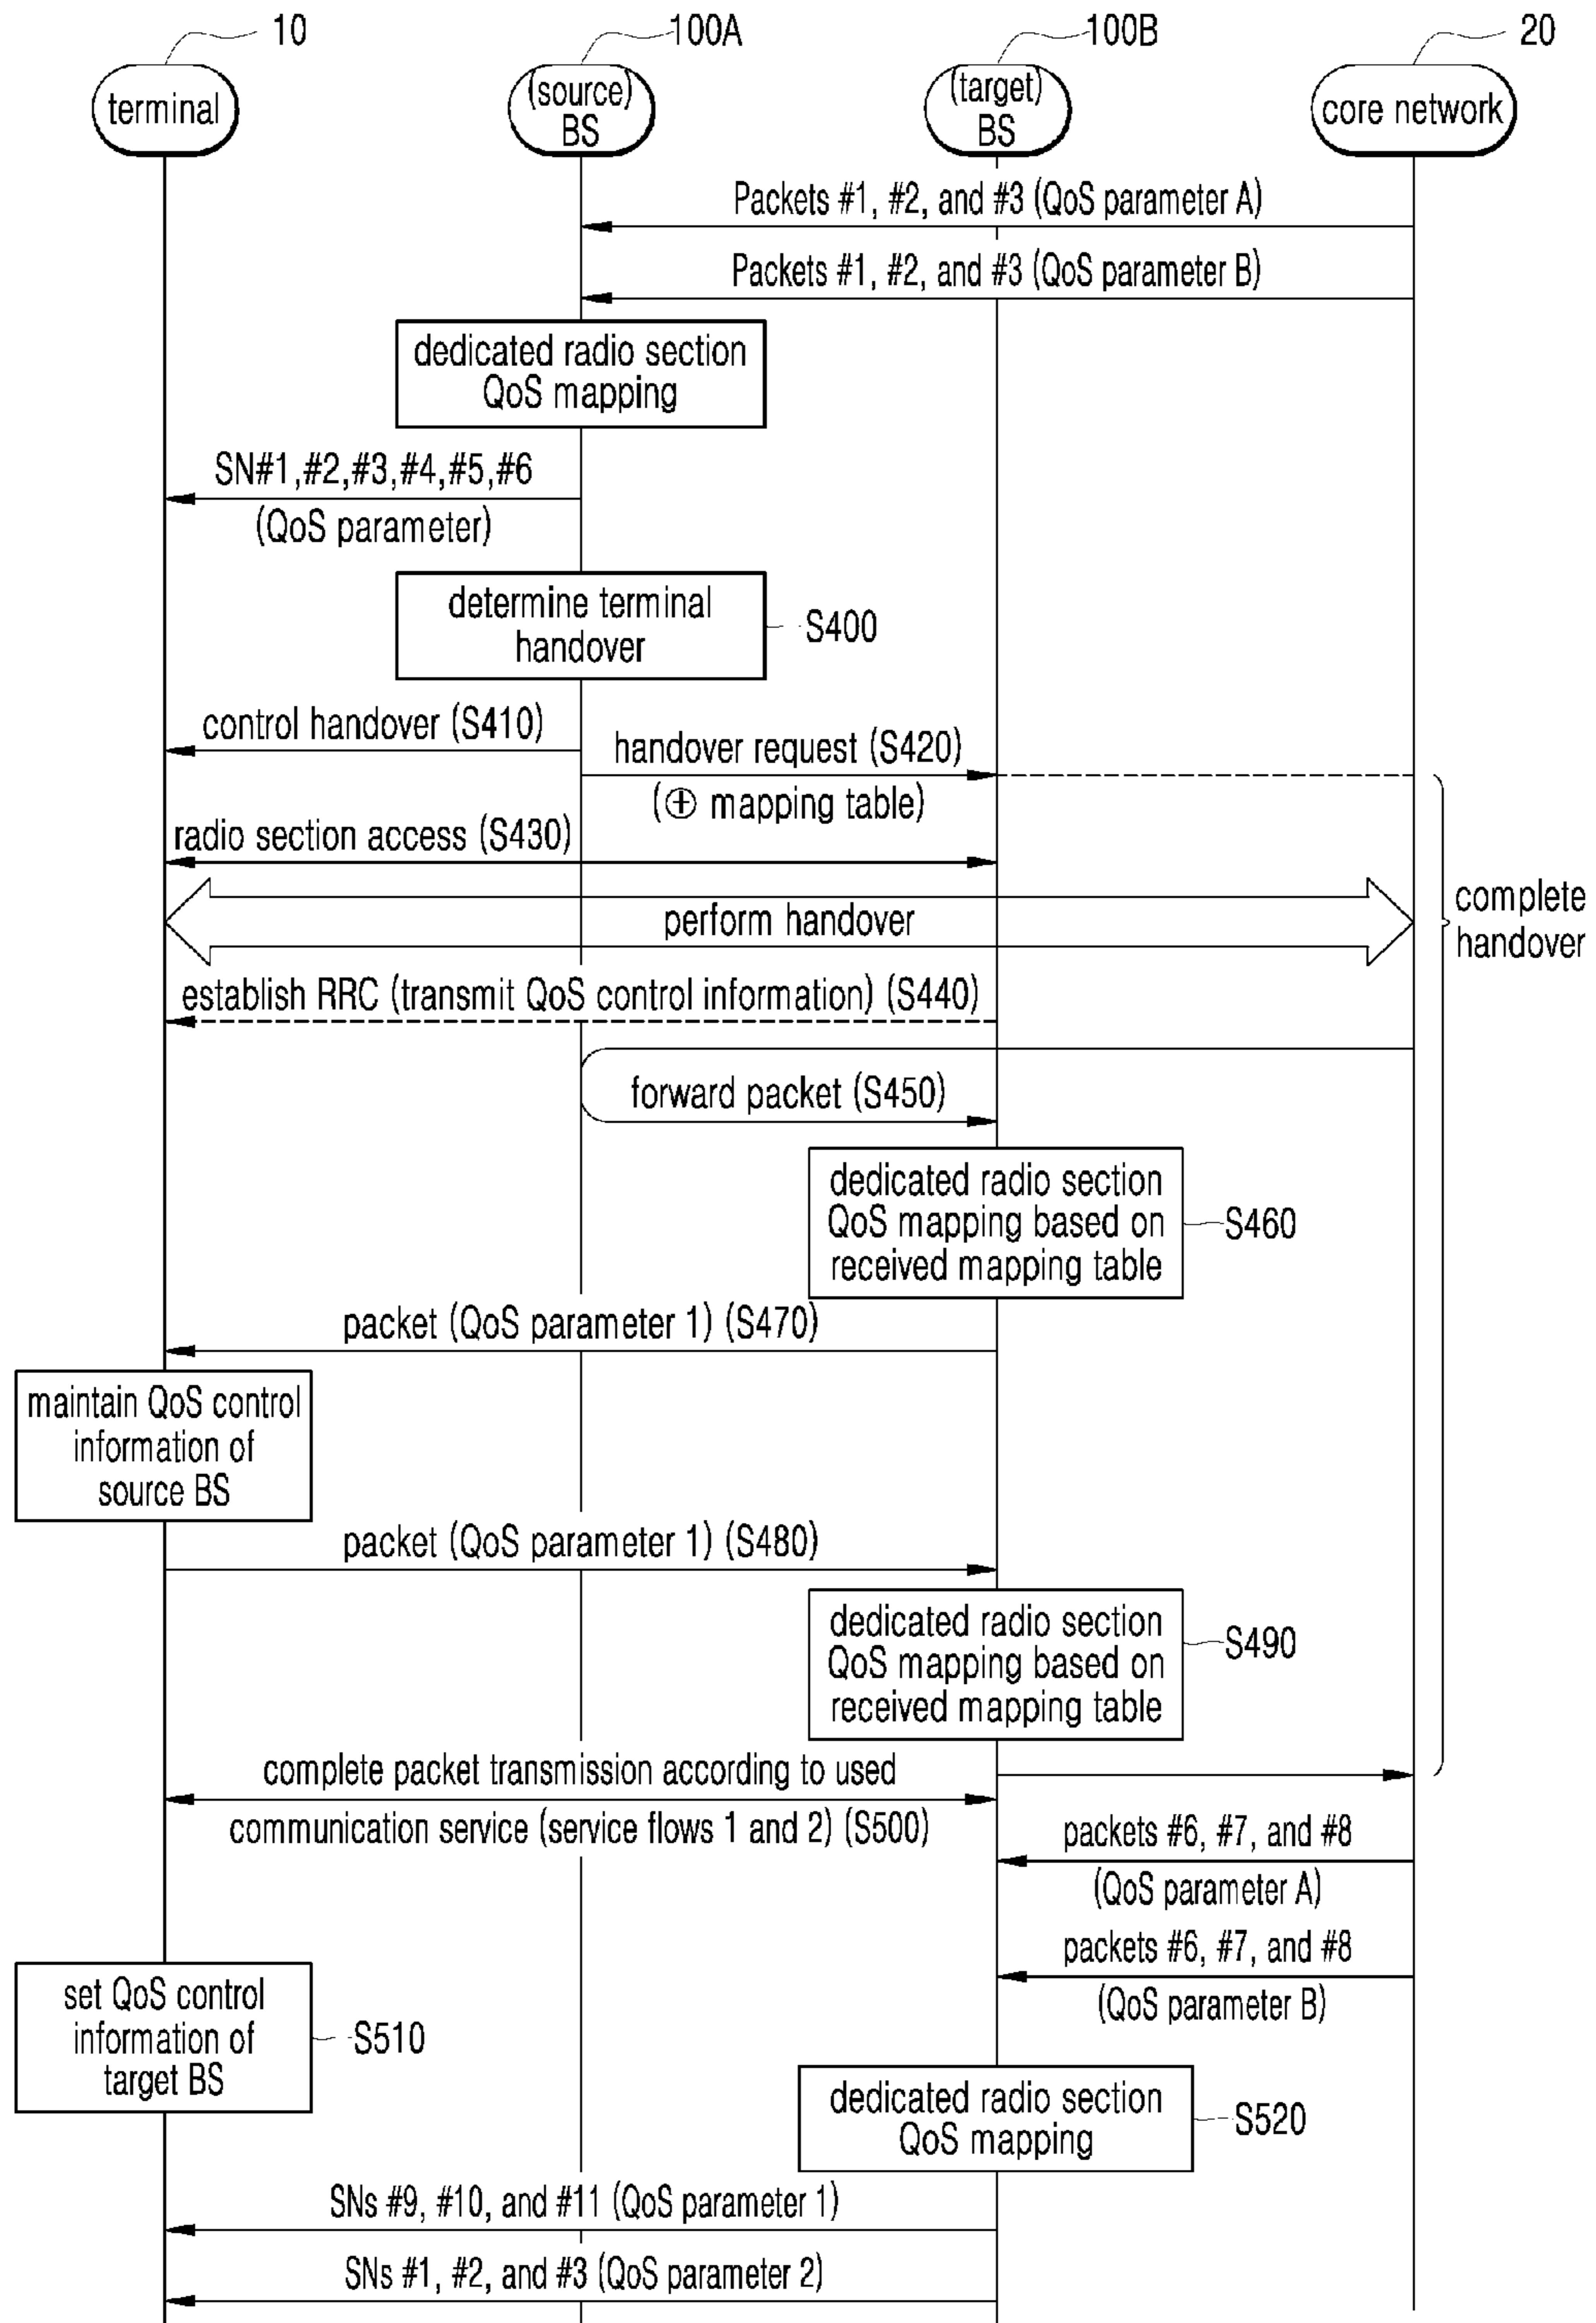 10
100A
100B
20
terminal
(source)
BS
(target)
BS
core network
Packets #1, #2, and #3 (QoS parameter A)
Packets #1, #2, and #3 (QoS parameter B)
dedicated radio section
QoS mapping
SN#1,#2,#3,#4,#5,#6
(QoS parameter)
determine terminal
handover
S400
control handover (S410)
handover request (S420)
(⊕ mapping table)
radio section access (S430)
perform handover
complete
handover
establish RRC (transmit QoS control information) (S440)
forward packet (S450)
dedicated radio section
QoS mapping based on
received mapping table
S460
packet (QoS parameter 1) (S470)
maintain QoS control
information of
source BS
packet (QoS parameter 1) (S480)
dedicated radio section
QoS mapping based on
received mapping table
S490
complete packet transmission according to used
communication service (service flows 1 and 2) (S500)
packets #6, #7, and #8
(QoS parameter A)
packets #6, #7, and #8
(QoS parameter B)
set QoS control
information of
target BS
S510
dedicated radio section
QoS mapping
S520
SNs #9, #10, and #11 (QoS parameter 1)
SNs #1, #2, and #3 (QoS parameter 2)